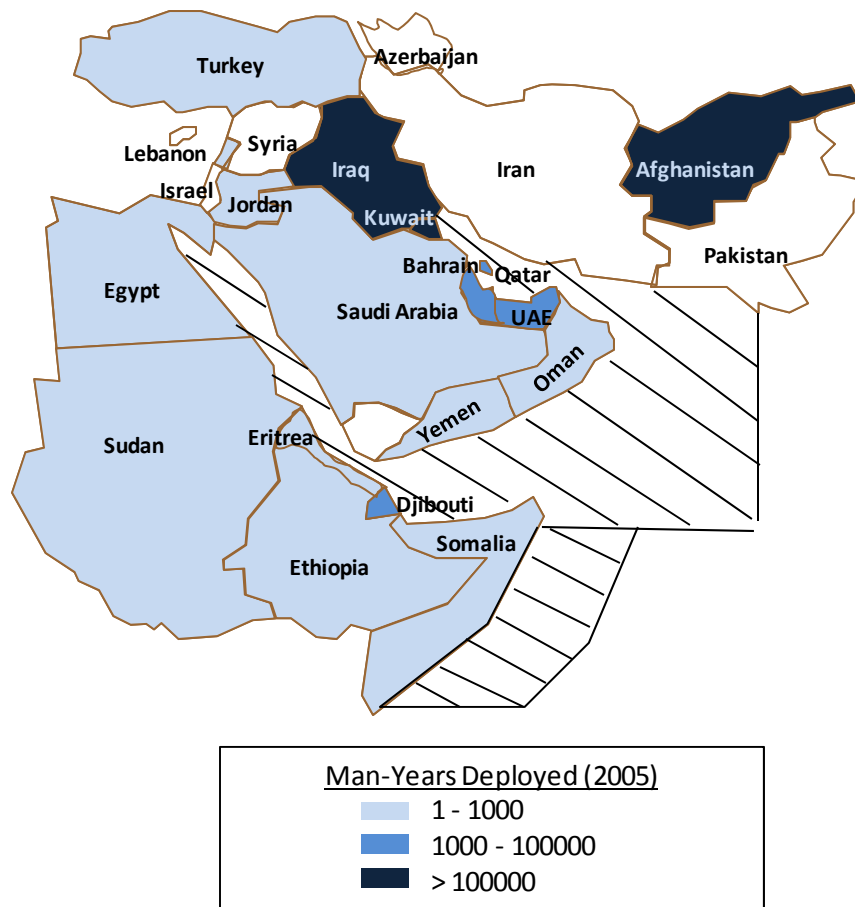 Azerbaijan
Turkey
Syria
Lebanon
Iraq
Iran
Afghanistan
Israel
Jordan
Kuwait
Pakistan
Bahrain
Qatar
Egypt
Saudi Arabia
UAE
Oman
Yemen
Sudan
Eritrea
Djibouti
Somalia
Ethiopia
Man-Years Deployed (2005)
1 - 1000
1000 - 100000
> 100000